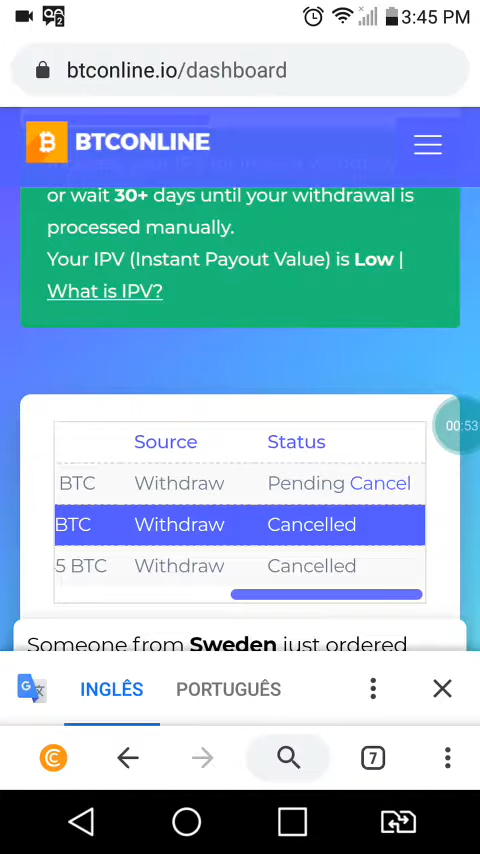 3:45 PM
btconline.io/dashboard
BTCONLINE
or wait 30+ days until your withdrawal is
processed manually.
Your IPV (Instant Payout Value) is Low |
What is IPV?
00:53
Source Status
BTC Withdraw Pending Cancel
BTC Withdraw Cancelled
5 BTC Withdraw Cancelled
Someone from Sweden just ordered
INGLÊS PORTUGUÊS
7